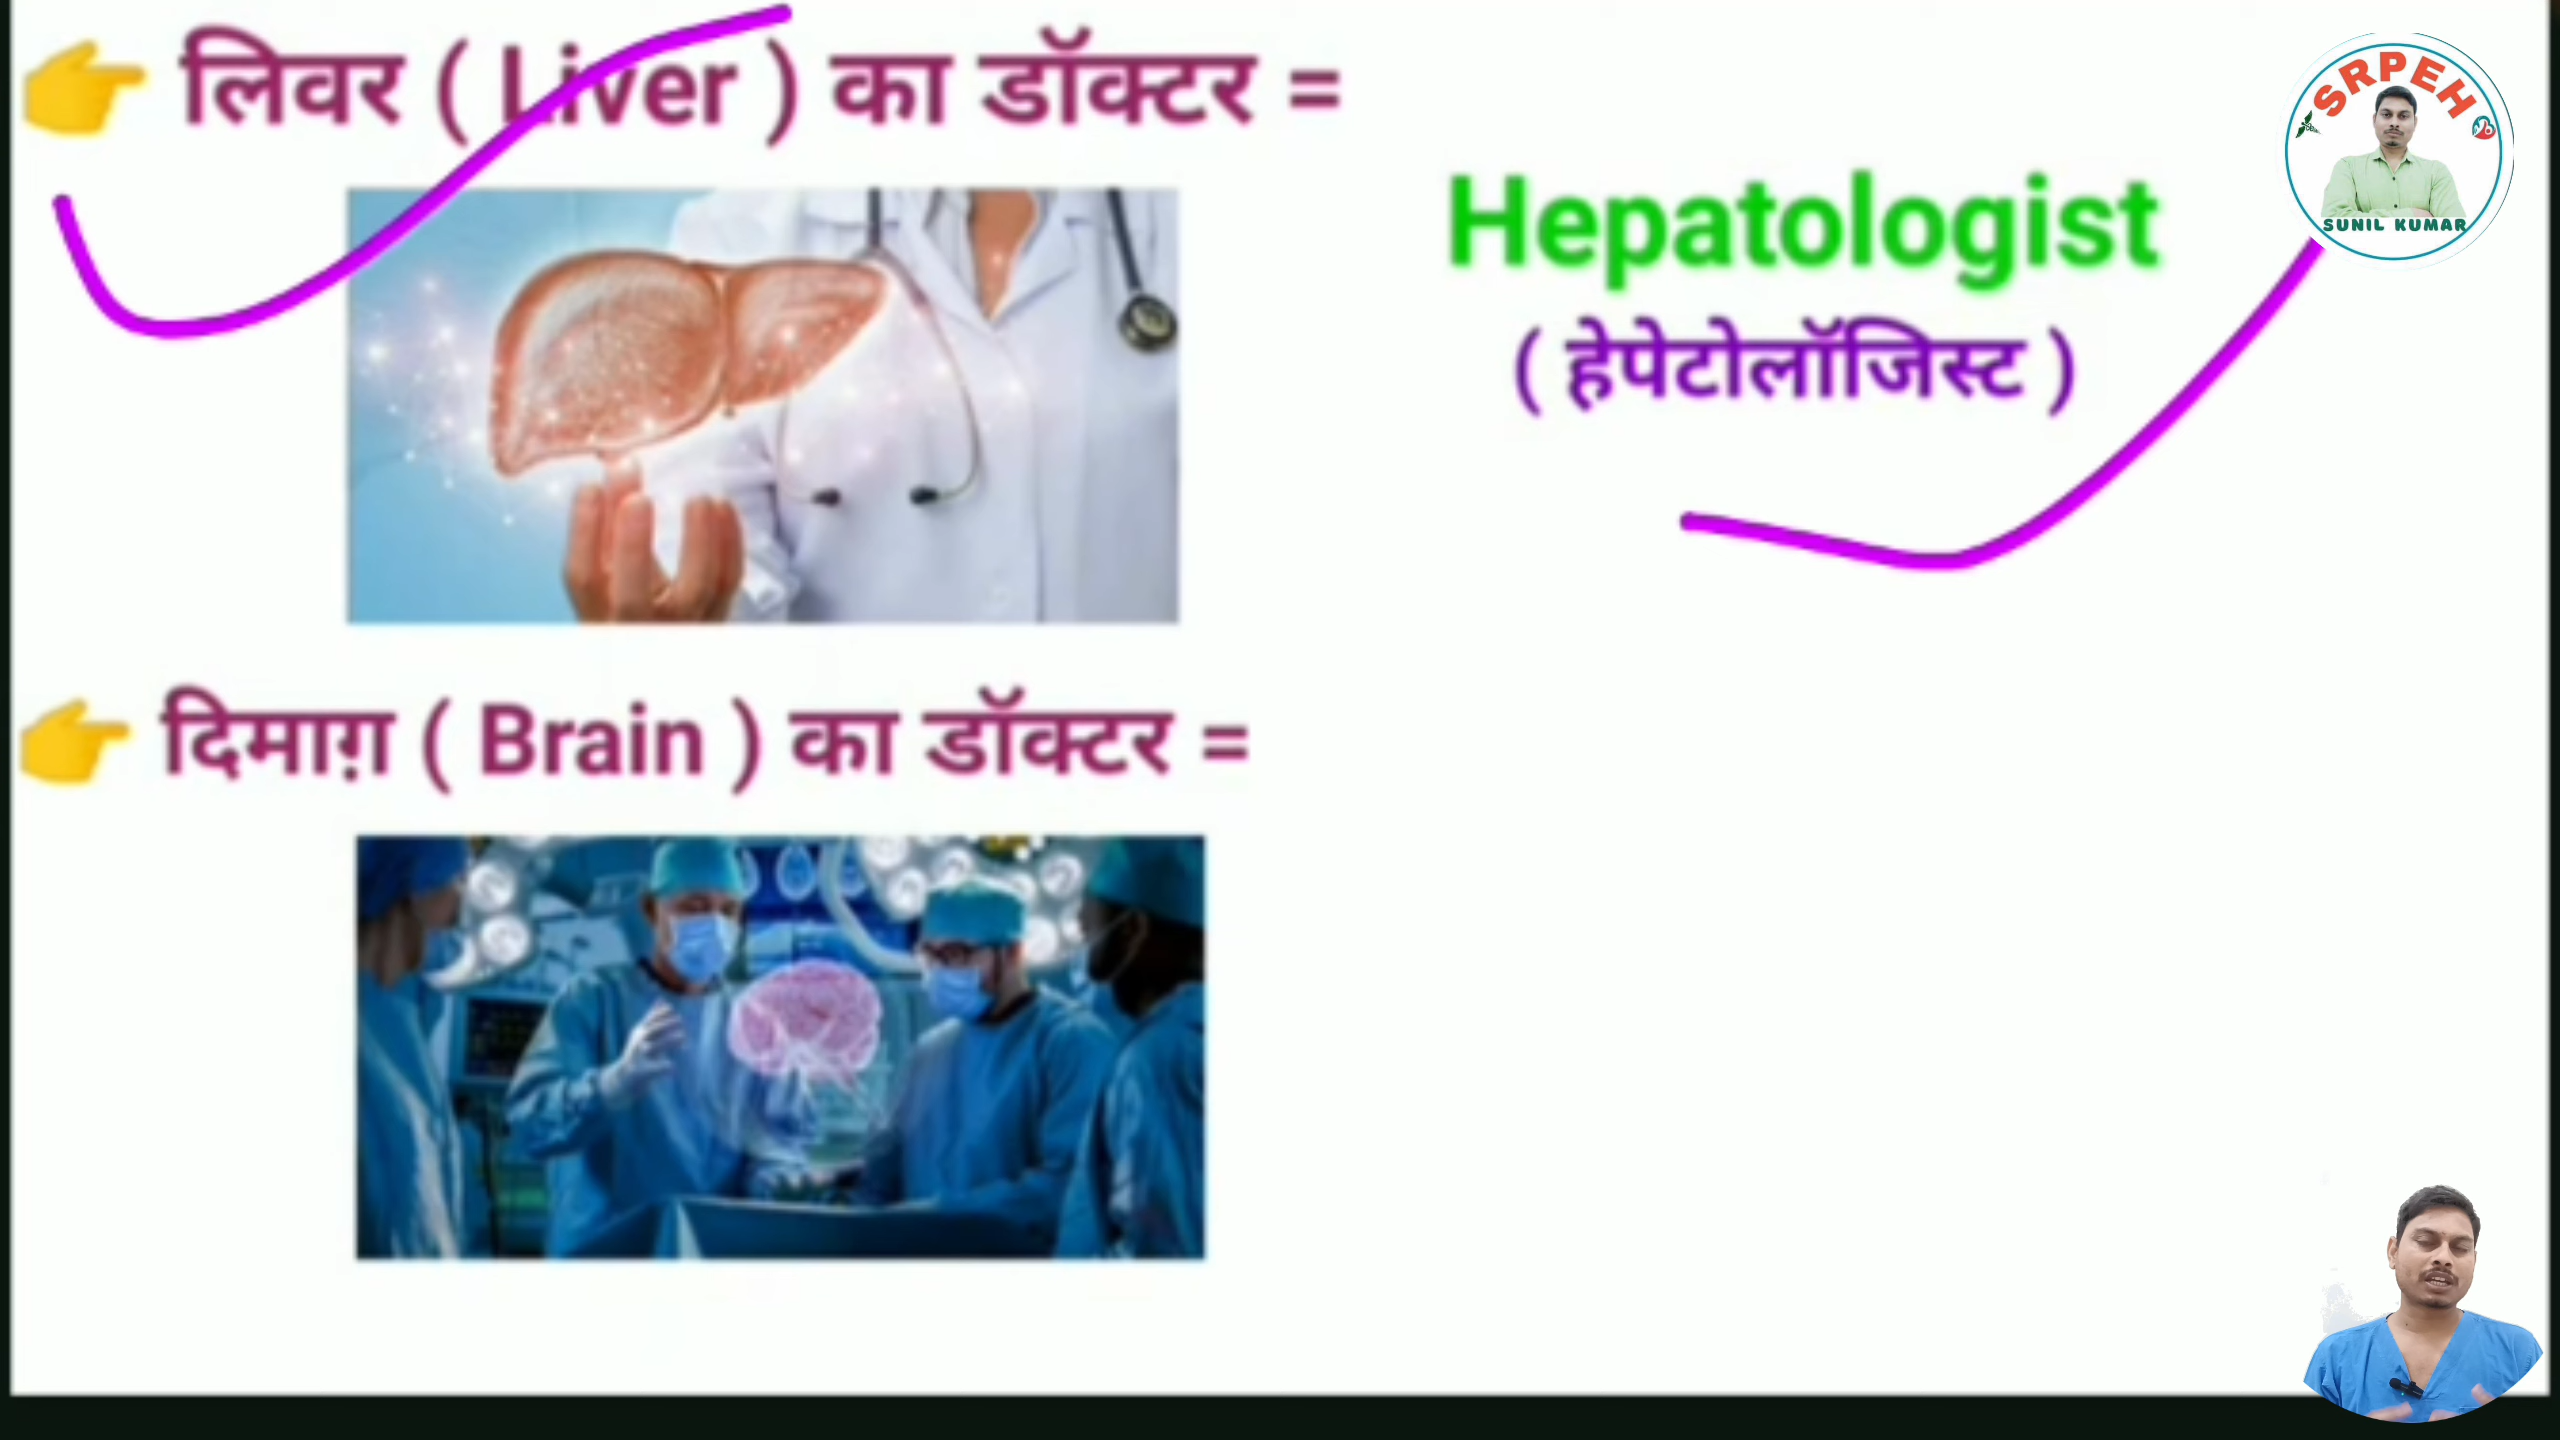 👉 लिवर ( Liver ) का डॉक्टर =
Hepatologist
( हेपेटोलॉजिस्ट )
👉 दिमाग़ ( Brain ) का डॉक्टर =
SRPEH
SUNIL KUMAR